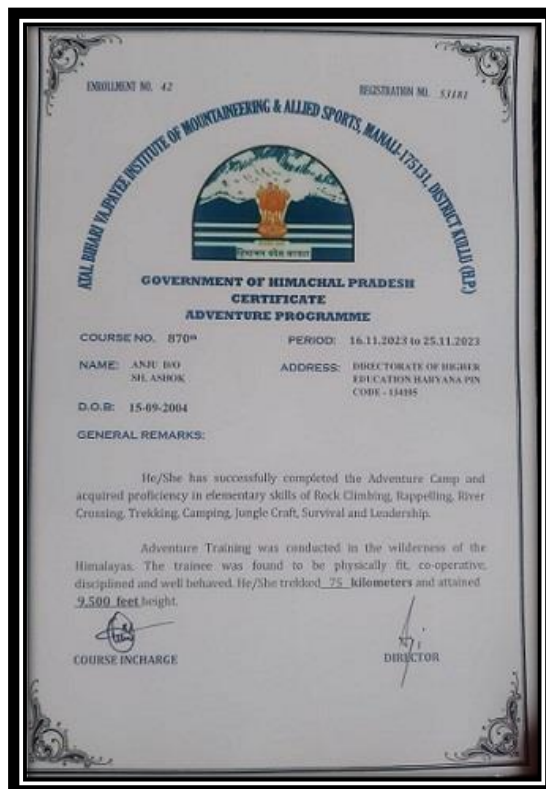 ENROLLMENT NO. 42
REGISTRATION NO. 53181
ATAL BIHARI VAJPAYEE INSTITUTE OF MOUNTAINEERING & ALLIED SPORTS, MANALI-175131, DISTRICT KULLU (H.P.)
GOVERNMENT OF HIMACHAL PRADESH
CERTIFICATE
ADVENTURE PROGRAMME
COURSE NO. 870th
PERIOD: 16.11.2023 to 25.11.2023
NAME: ANJU D/O
SH. ASHOK
ADDRESS: DIRECTORATE OF HIGHER
EDUCATION HARYANA PIN
CODE - 134105
D.O.B: 15-09-2004
GENERAL REMARKS:
He/She has successfully completed the Adventure Camp and
acquired proficiency in elementary skills of Rock Climbing, Rappelling, River
Crossing, Trekking, Camping, Jungle Craft, Survival and Leadership.
Adventure Training was conducted in the wilderness of the
Himalayas. The trainee was found to be physically fit, co-operative,
disciplined and well behaved. He/She trekked 75 kilometers and attained
9,500 feet height.
COURSE INCHARGE
DIRECTOR